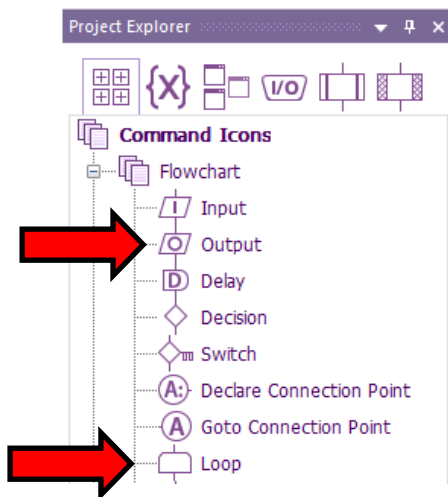 Project Explorer
{X} I/O
Command Icons
Flowchart
I Input
O Output
D Delay
Decision
Switch
A: Declare Connection Point
A Goto Connection Point
Loop